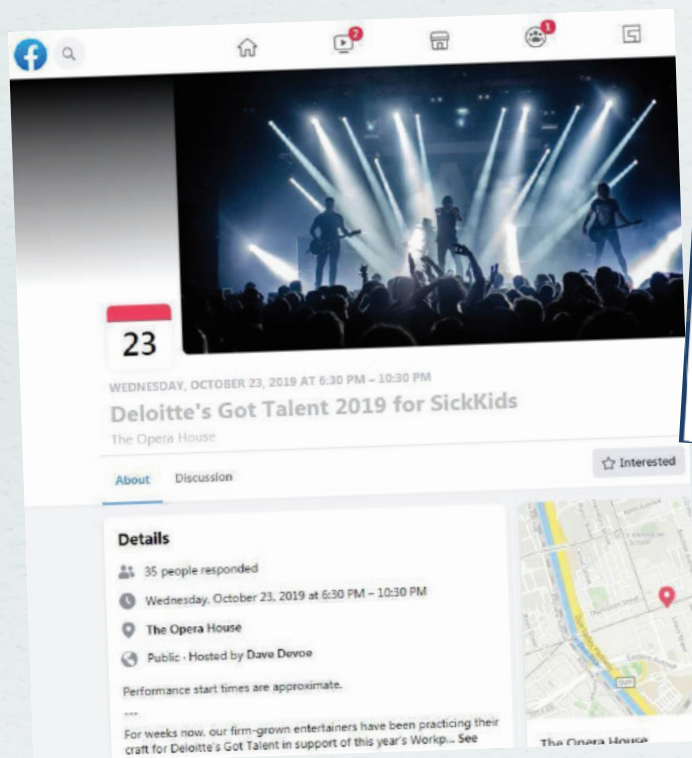 2
1
23
WEDNESDAY, OCTOBER 23, 2019 AT 6:30 PM – 10:30 PM
Deloitte's Got Talent 2019 for SickKids
The Opera House
About
Discussion
Interested
Details
35 people responded
Wednesday, October 23, 2019 at 6:30 PM – 10:30 PM
The Opera House
Public · Hosted by Dave Devoe
Performance start times are approximate.
---
For weeks now, our firm-grown entertainers have been practicing their
craft for Deloitte's Got Talent in support of this year's Workp... See
The Opera House